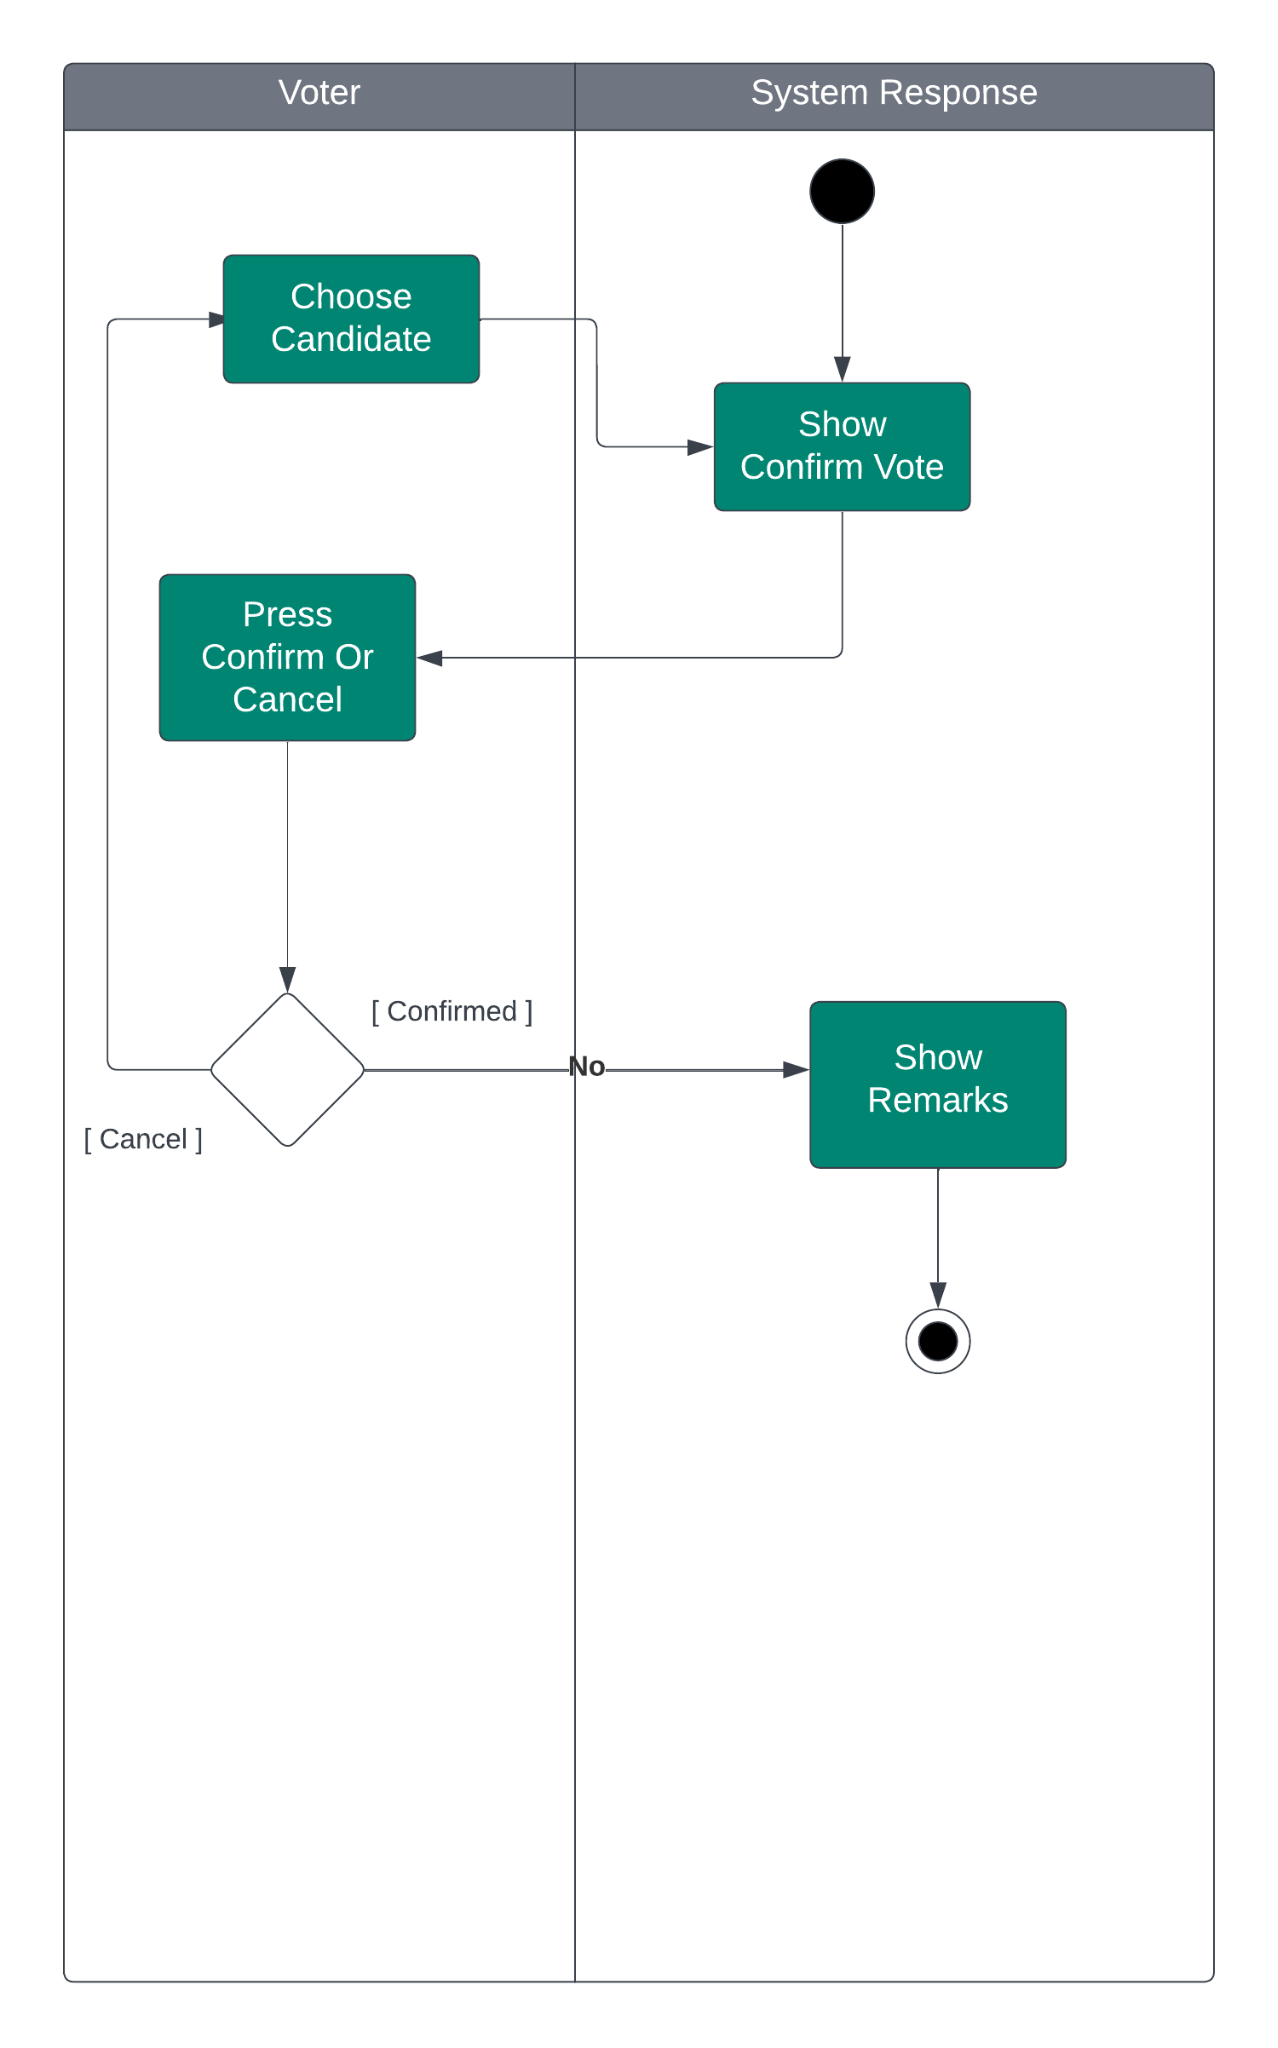 Voter
System Response
Choose
Candidate
Show
Confirm Vote
Press
Confirm Or
Cancel
[ Confirmed ]
No
Show
Remarks
[ Cancel ]